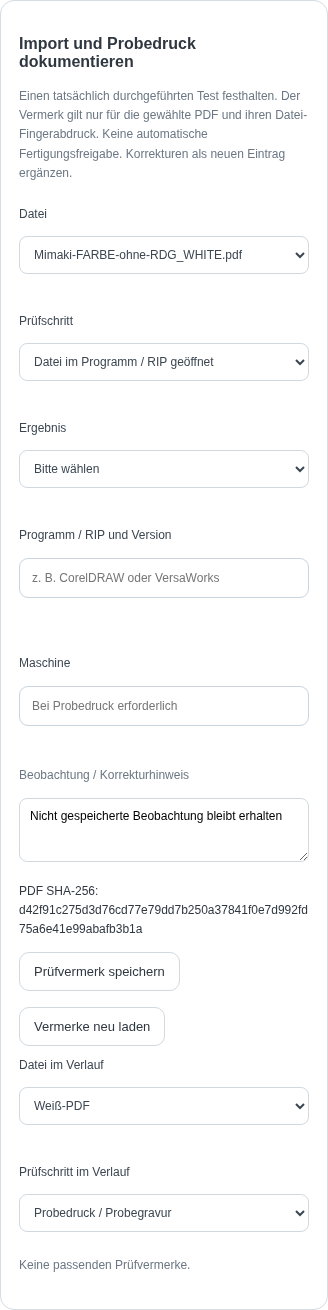 Import und Probedruck
dokumentieren
Einen tatsächlich durchgeführten Test festhalten. Der
Vermerk gilt nur für die gewählte PDF und ihren Datei-
Fingerabdruck. Keine automatische
Fertigungsfreigabe. Korrekturen als neuen Eintrag
ergänzen.
Datei
Mimaki-FARBE-ohne-RDG_WHITE.pdf
Prüfschritt
Datei im Programm / RIP geöffnet
Ergebnis
Bitte wählen
Programm / RIP und Version
z. B. CorelDRAW oder VersaWorks
Maschine
Bei Probedruck erforderlich
Beobachtung / Korrekturhinweis
Nicht gespeicherte Beobachtung bleibt erhalten
PDF SHA-256:
d42f91c275d3d76cd77e79dd7b250a37841f0e7d992fd
75a6e41e99abafb3b1a
Prüfvermerk speichern
Vermerke neu laden
Datei im Verlauf
Weiß-PDF
Prüfschritt im Verlauf
Probedruck / Probegravur
Keine passenden Prüfvermerke.